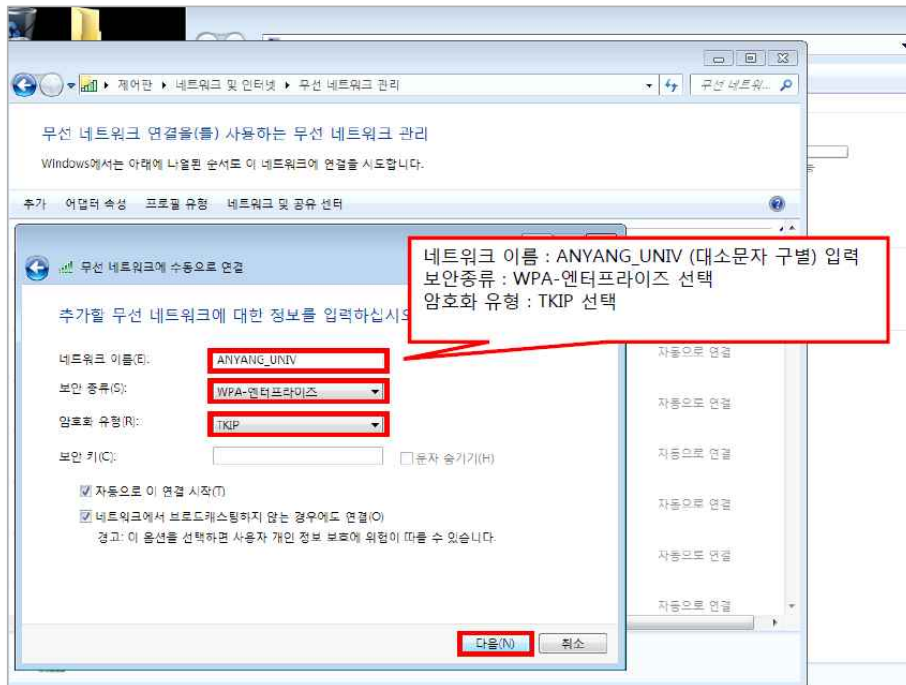 제어판 ▶ 네트워크 및 인터넷 ▶ 무선 네트워크 관리
무선 네트워...
무선 네트워크 연결을(를) 사용하는 무선 네트워크 관리
Windows에서는 아래에 나열된 순서로 이 네트워크에 연결을 시도합니다.
추가 어댑터 속성 프로필 유형 네트워크 및 공유 센터
네트워크 이름 : ANYANG_UNIV (대소문자 구별) 입력
보안종류 : WPA-엔터프라이즈 선택
암호화 유형 : TKIP 선택
무선 네트워크에 수동으로 연결
추가할 무선 네트워크에 대한 정보를 입력하십시오
네트워크 이름(E): ANYANG_UNIV
보안 종류(S): WPA-엔터프라이즈
암호화 유형(R): TKIP
보안 키(C): 문자 숨기기(H)
자동으로 이 연결 시작(T)
네트워크에서 브로드캐스팅하지 않는 경우에도 연결(O)
경고: 이 옵션을 선택하면 사용자 개인 정보 보호에 위험이 따를 수 있습니다.
자동으로 연결
자동으로 연결
자동으로 연결
자동으로 연결
자동으로 연결
자동으로 연결
다음(N) 취소